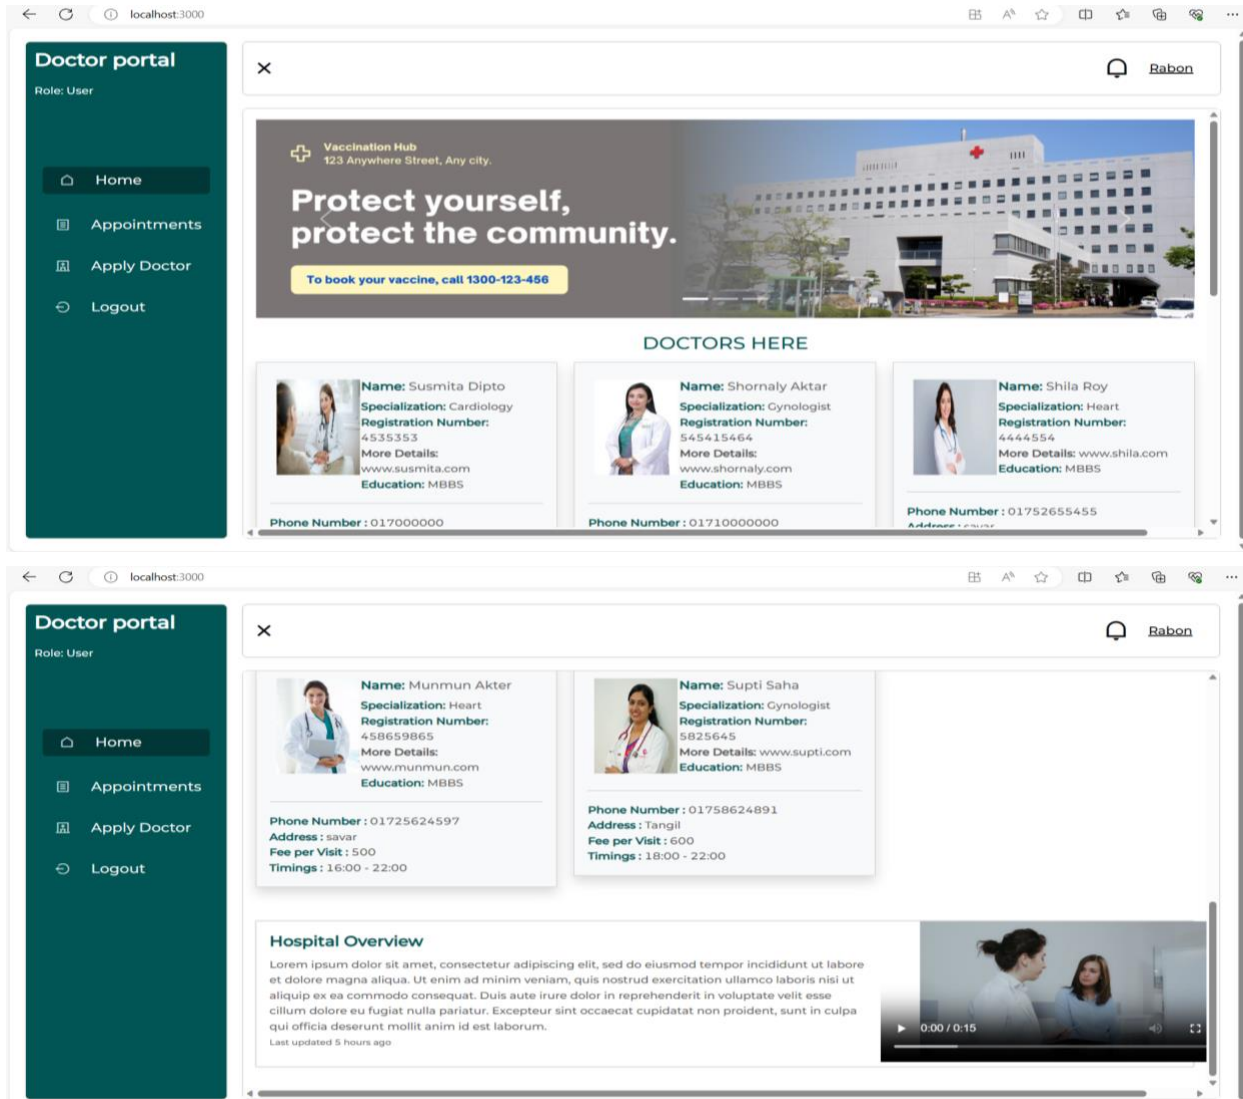 localhost:3000
Doctor portal
Role: User
Home
Appointments
Apply Doctor
Logout
Rabon
Vaccination Hub
123 Anywhere Street, Any city.
Protect yourself,
protect the community.
To book your vaccine, call 1300-123-456
DOCTORS HERE
Name: Susmita Dipto
Specialization: Cardiology
Registration Number:
4535353
More Details:
www.susmita.com
Education: MBBS
Phone Number : 017000000
Name: Shornaly Aktar
Specialization: Gynologist
Registration Number:
545415464
More Details:
www.shornaly.com
Education: MBBS
Phone Number : 01710000000
Name: Shila Roy
Specialization: Heart
Registration Number:
4444554
More Details: www.shila.com
Education: MBBS
Phone Number : 01752655455
Address : savar
localhost:3000
Doctor portal
Role: User
Home
Appointments
Apply Doctor
Logout
Rabon
Name: Munmun Akter
Specialization: Heart
Registration Number:
458659865
More Details:
www.munmun.com
Education: MBBS
Phone Number : 01725624597
Address : savar
Fee per Visit : 500
Timings : 16:00 - 22:00
Name: Supti Saha
Specialization: Gynologist
Registration Number:
5825645
More Details: www.supti.com
Education: MBBS
Phone Number : 01758624891
Address : Tangil
Fee per Visit : 600
Timings : 18:00 - 22:00
Hospital Overview
Lorem ipsum dolor sit amet, consectetur adipiscing elit, sed do eiusmod tempor incididunt ut labore
et dolore magna aliqua. Ut enim ad minim veniam, quis nostrud exercitation ullamco laboris nisi ut
aliquip ex ea commodo consequat. Duis aute irure dolor in reprehenderit in voluptate velit esse
cillum dolore eu fugiat nulla pariatur. Excepteur sint occaecat cupidatat non proident, sunt in culpa
qui officia deserunt mollit anim id est laborum.
Last updated 5 hours ago
0:00 / 0:15